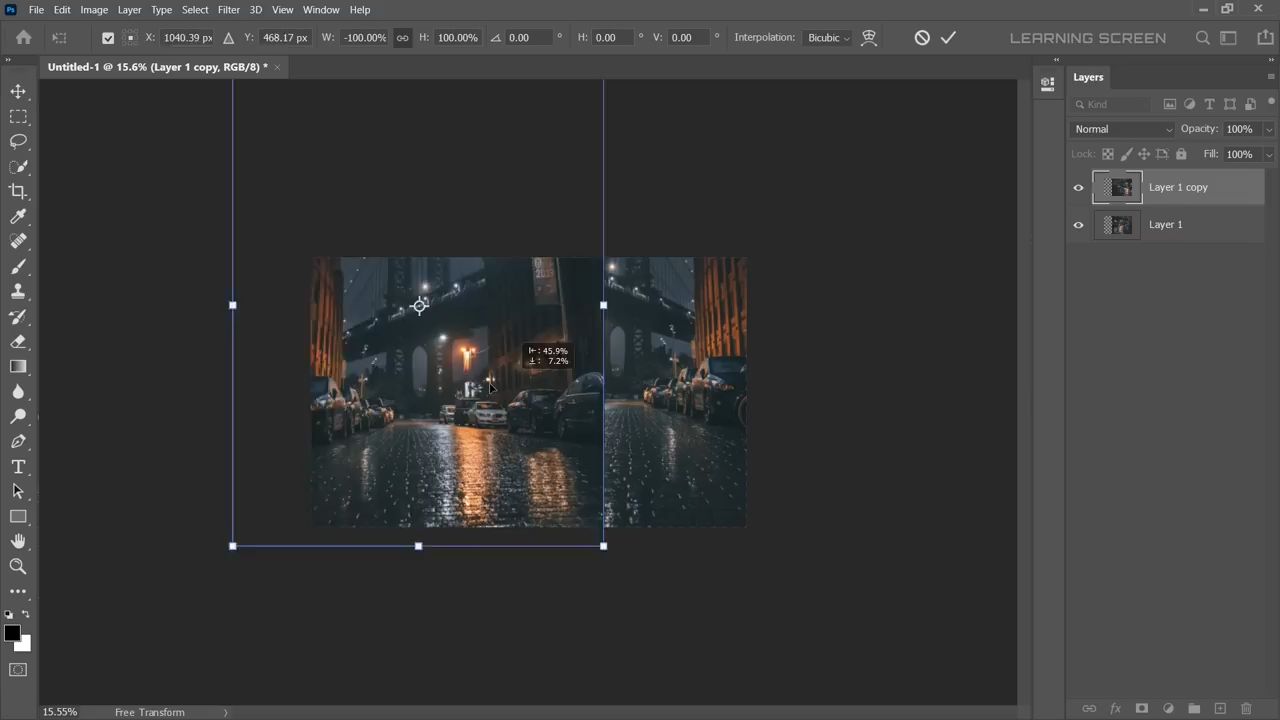 Ps File Edit Image Layer Type Select Filter 3D View Window Help
X: 1040.39 px Y: 468.17 px W: -100.00% H: 100.00% 0.00 ° H: 0.00 ° V: 0.00 ° Interpolation: Bicubic LEARNING SCREEN
Untitled-1 @ 15.6% (Layer 1 copy, RGB/8) * ×
Layers
Kind
Normal Opacity: 100%
Lock: Fill: 100%
Layer 1 copy
Layer 1
: 45.9%
: 7.2%
15.55% Free Transform